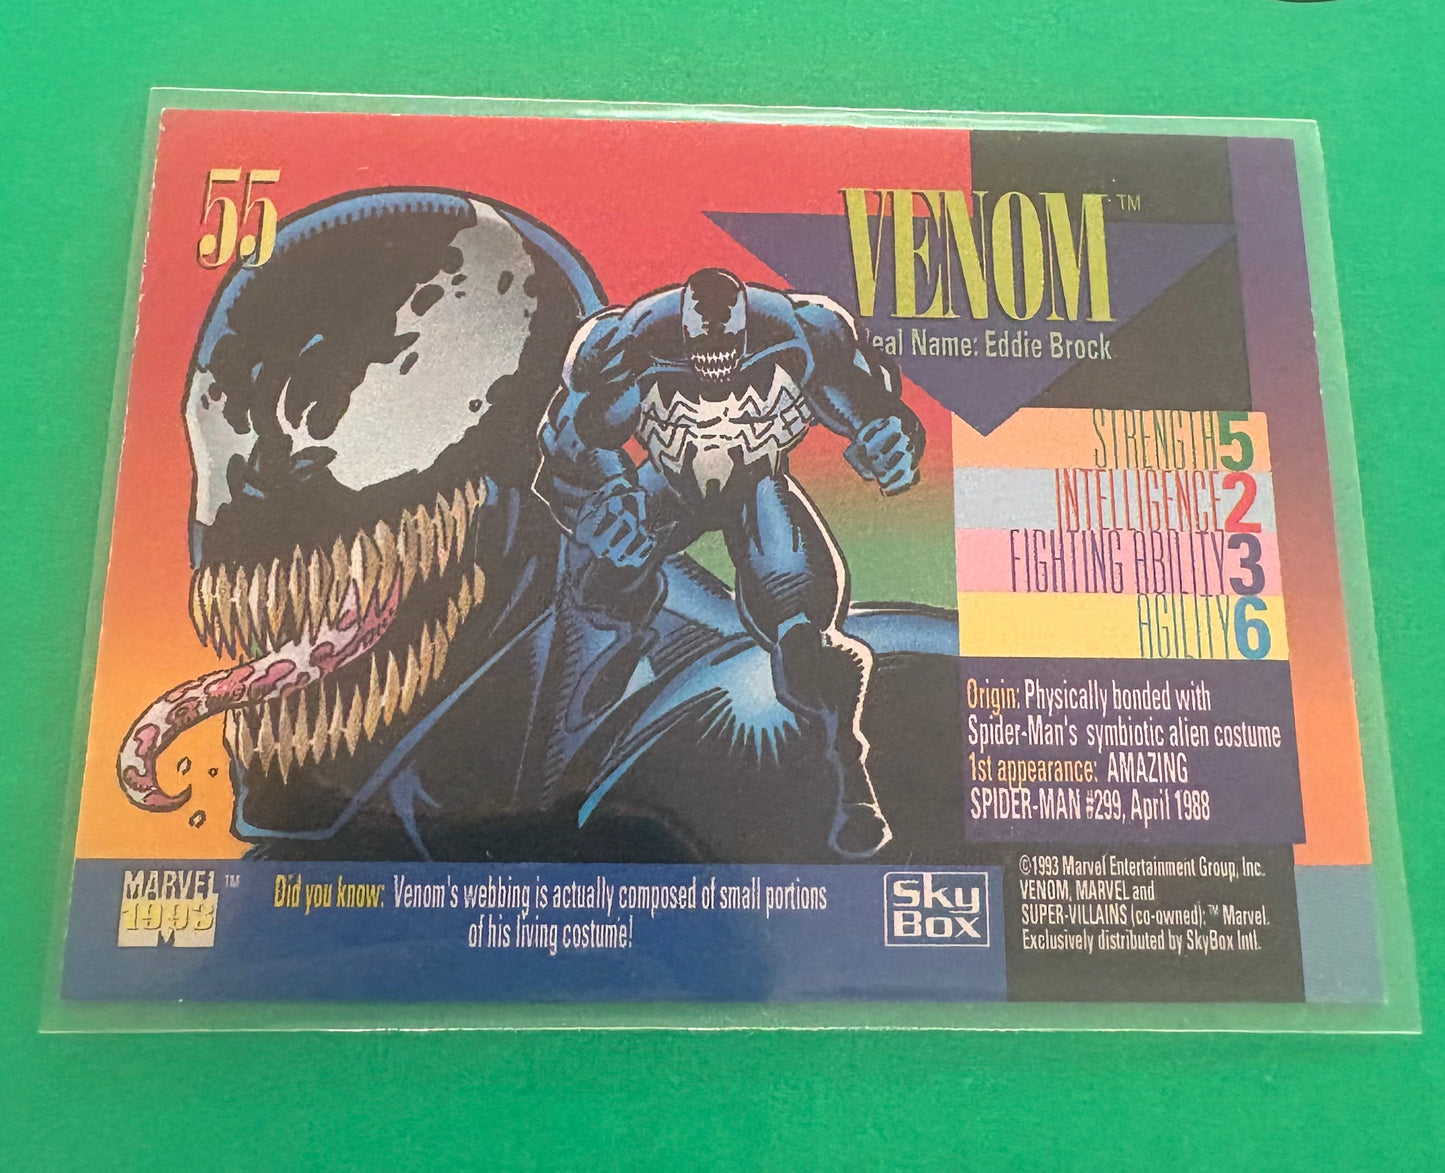 55
VENOM™
eal Name: Eddie Brock
STRENGTH 5
INTELLIGENCE 2
FIGHTING ABILITY 3
AGILITY 6
Origin: Physically bonded with
Spider-Man's symbiotic alien costume
1st appearance: AMAZING
SPIDER-MAN #299, April 1988
MARVEL™
1993
Did you know: Venom's webbing is actually composed of small portions
of his living costume!
SKY
BOX
©1993 Marvel Entertainment Group, Inc.
VENOM, MARVEL and
SUPER-VILLAINS (co-owned): ™ Marvel.
Exclusively distributed by SkyBox Intl.